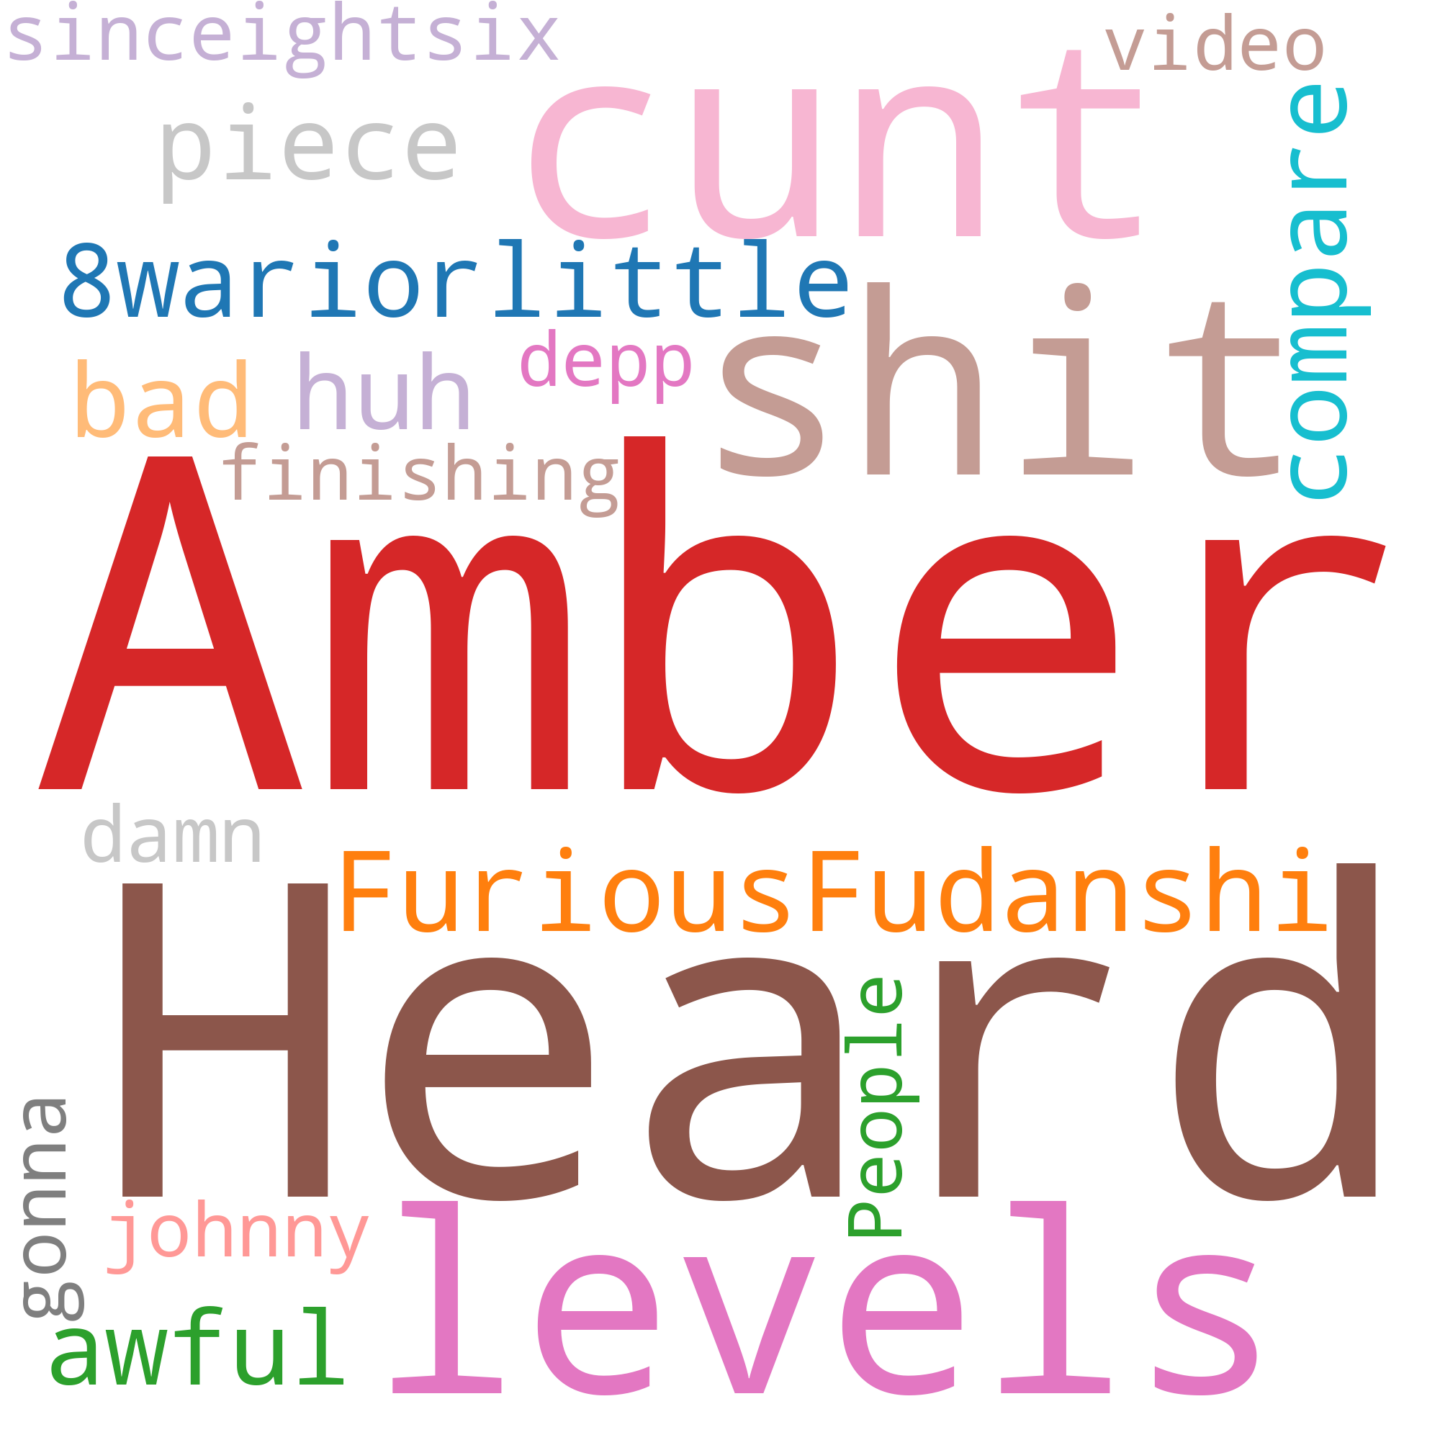 sinceightsix
video
cunt
piece
compare
8wariorlittle
shit
depp
bad
huh
finishing
Amber
damn
FuriousFudanshi
Heard
People
gonna
johnny
levels
awful